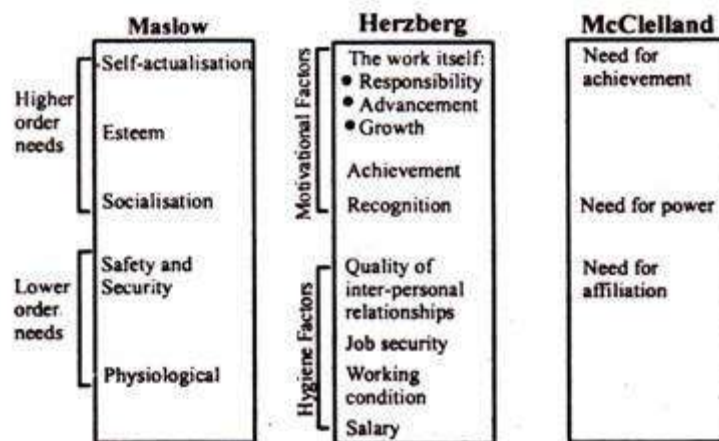 Maslow
Higher
order
needs
Self-actualisation
Esteem
Socialisation
Lower
order
needs
Safety and
Security
Physiological
Herzberg
Motivational Factors
The work itself:
• Responsibility
• Advancement
• Growth
Achievement
Recognition
Hygiene Factors
Quality of
inter-personal
relationships
Job security
Working
condition
Salary
McClelland
Need for
achievement
Need for power
Need for
affiliation